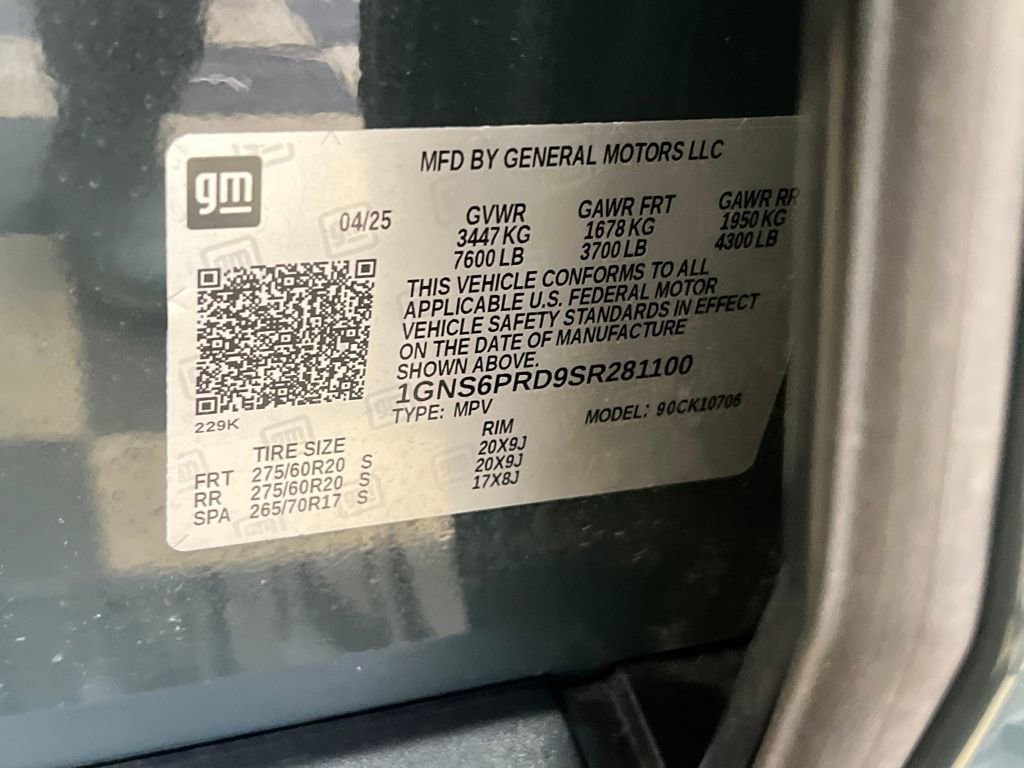 gm
MFD BY GENERAL MOTORS LLC
04/25
GVWR GAWR FRT GAWR RR
3447 KG 1678 KG 1950 KG
7600 LB 3700 LB 4300 LB
THIS VEHICLE CONFORMS TO ALL
APPLICABLE U.S. FEDERAL MOTOR
VEHICLE SAFETY STANDARDS IN EFFECT
ON THE DATE OF MANUFACTURE
SHOWN ABOVE.
1GNS6PRD9SR281100
229K
TYPE: MPV MODEL: 90CK10706
TIRE SIZE RIM
FRT 275/60R20 S 20X9J
RR 275/60R20 S 20X9J
SPA 265/70R17 S 17X8J